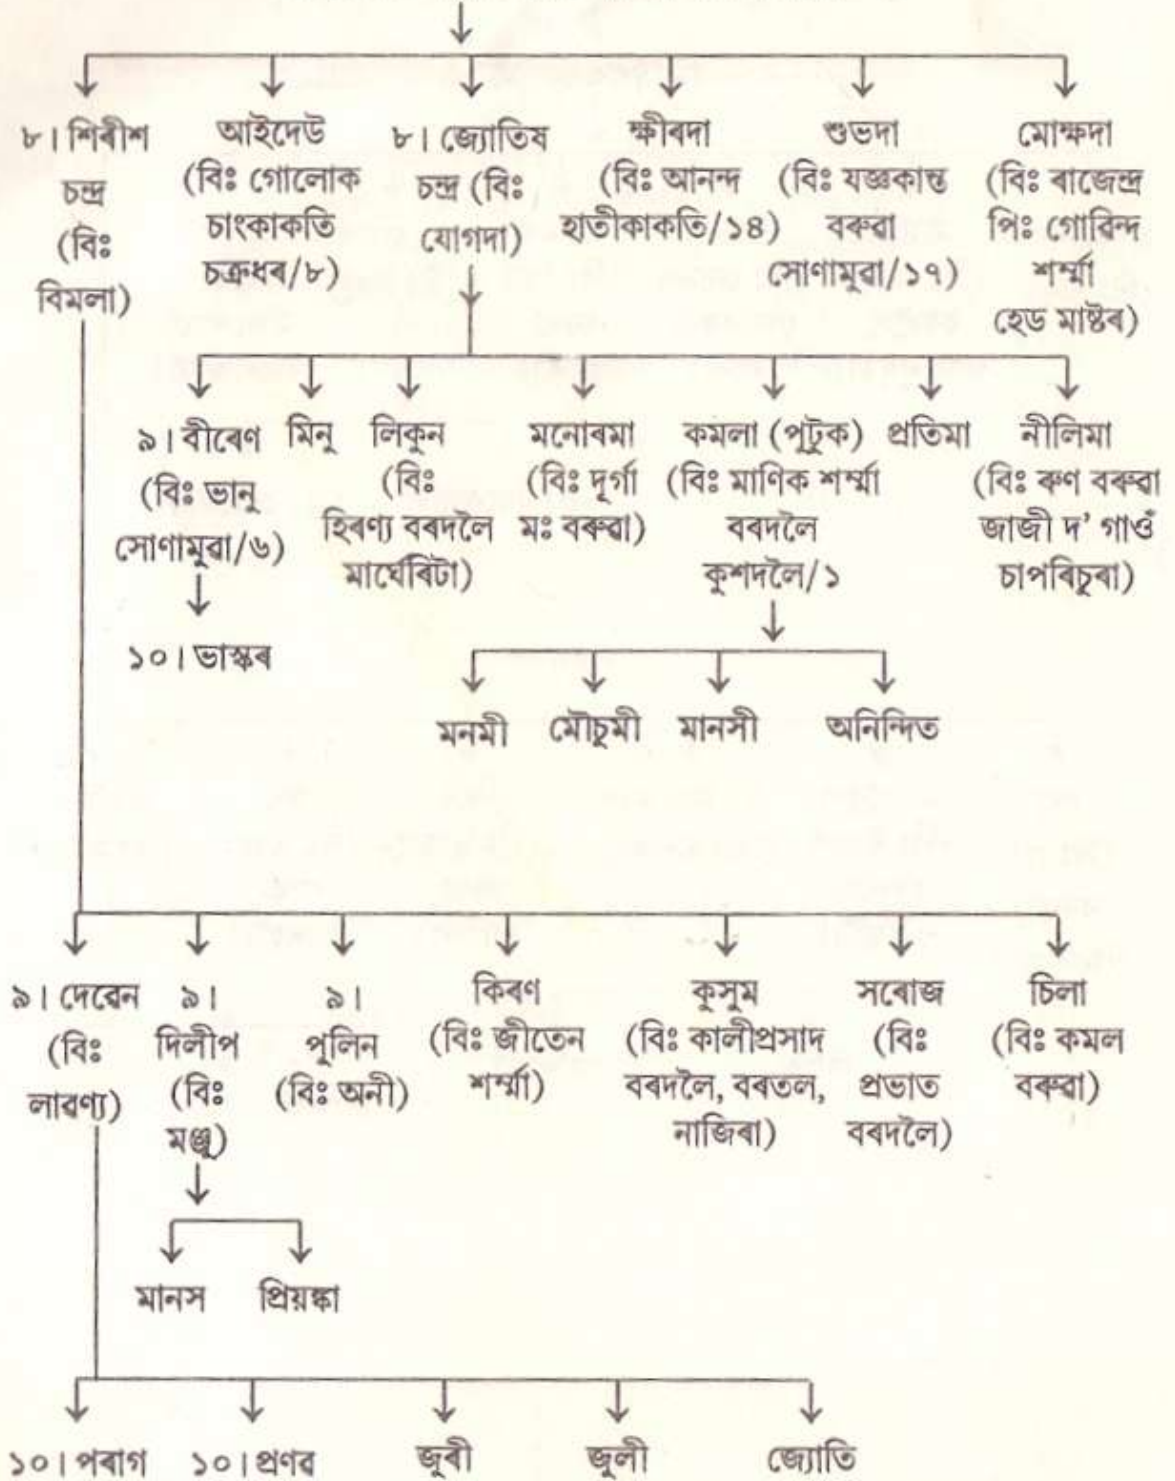 ৮। শিৰীশ আইদেউ ৮। জ্যোতিষ ক্ষীৰদা শুভদা মোক্ষদা
চন্দ্ৰ (বিঃ গোলোক চন্দ্ৰ (বিঃ (বিঃ আনন্দ (বিঃ যজ্ঞকান্ত (বিঃ ৰাজেন্দ্ৰ
(বিঃ চাংকাকতি যোগদা) হাতীকাকতি/১৪) বৰুৱা পিঃ গোৱিন্দ
বিমলা) চক্ৰধৰ/৮) সোণামুৱা/১৭) শৰ্ম্মা
হেড মাষ্টৰ)
৯। বীৰেণ মিনু লিকুন মনোৰমা কমলা (পুটুক) প্ৰতিমা নীলিমা
(বিঃ ভানু (বিঃ (বিঃ দূৰ্গা (বিঃ মাণিক শৰ্ম্মা (বিঃ ৰুণ বৰুৱা
সোণামুৱা/৬) হিৰণ্য বৰদলৈ মঃ বৰুৱা) বৰদলৈ জাজী দ' গাওঁ
মাৰ্ঘেৰিটা) কুশদলৈ/১ চাপৰিচুৰা)
১০। ভাস্কৰ
মনমী মৌচুমী মানসী অনিন্দিত
৯। দেৱেন ৯। ৯। কিৰণ কুসুম সৰোজ চিলা
(বিঃ দিলীপ পুলিন (বিঃ জীতেন (বিঃ কালীপ্ৰসাদ (বিঃ (বিঃ কমল
লাৱণ্য) (বিঃ (বিঃ অনী) শৰ্ম্মা) বৰদলৈ, বৰতল, প্ৰভাত বৰুৱা)
মঞ্জু) নাজিৰা) বৰদলৈ)
মানস প্ৰিয়ঙ্কা
১০। পৰাগ ১০। প্ৰণৱ জুৰী জুলী জ্যোতি